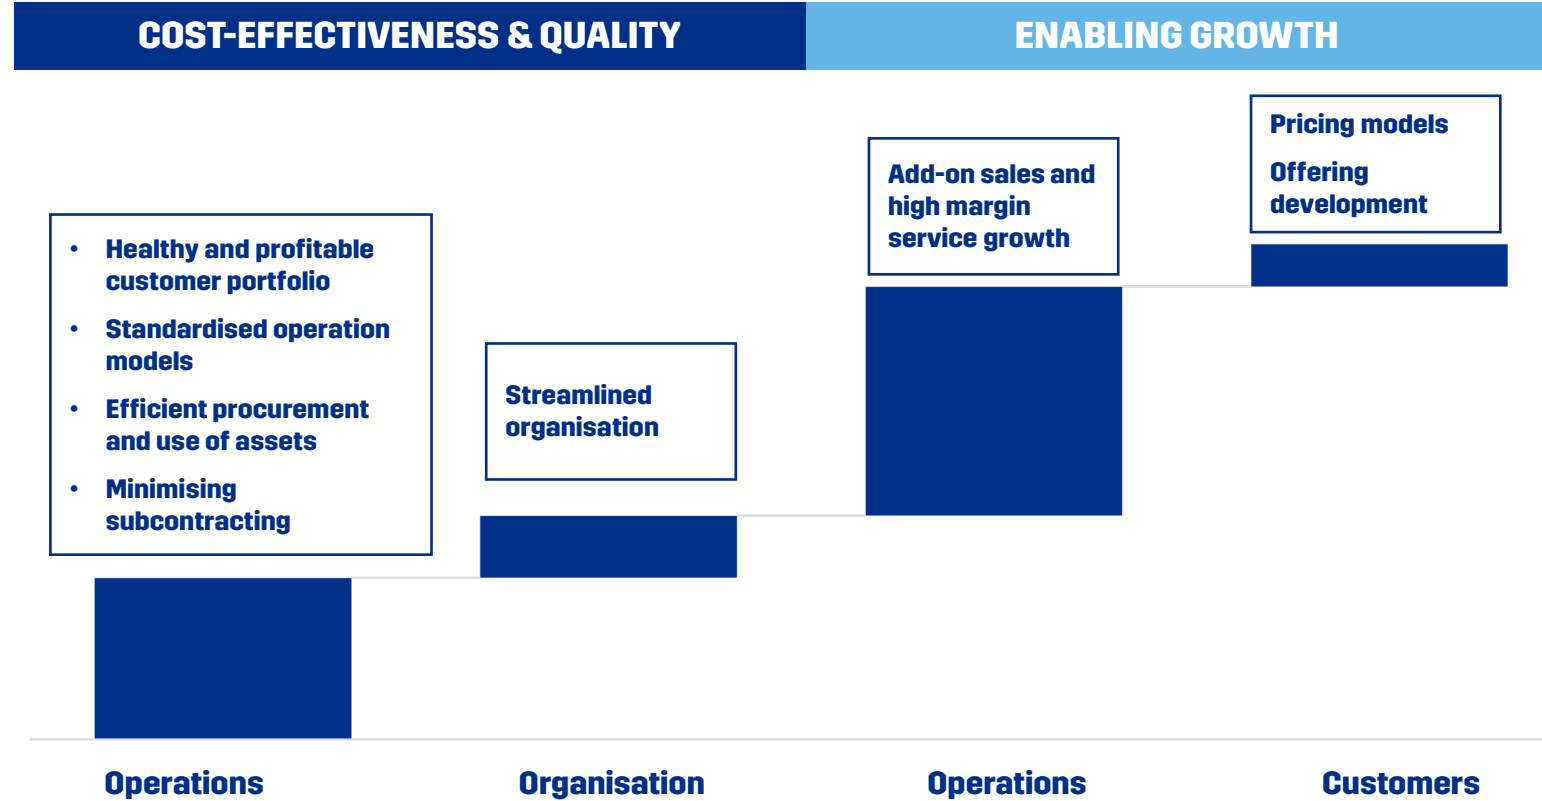 COST-EFFECTIVENESS & QUALITY
ENABLING GROWTH
• Healthy and profitable
customer portfolio
• Standardised operation
models
• Efficient procurement
and use of assets
• Minimising
subcontracting
Streamlined
organisation
Add-on sales and
high margin
service growth
Pricing models
Offering
development
Operations
Organisation
Operations
Customers